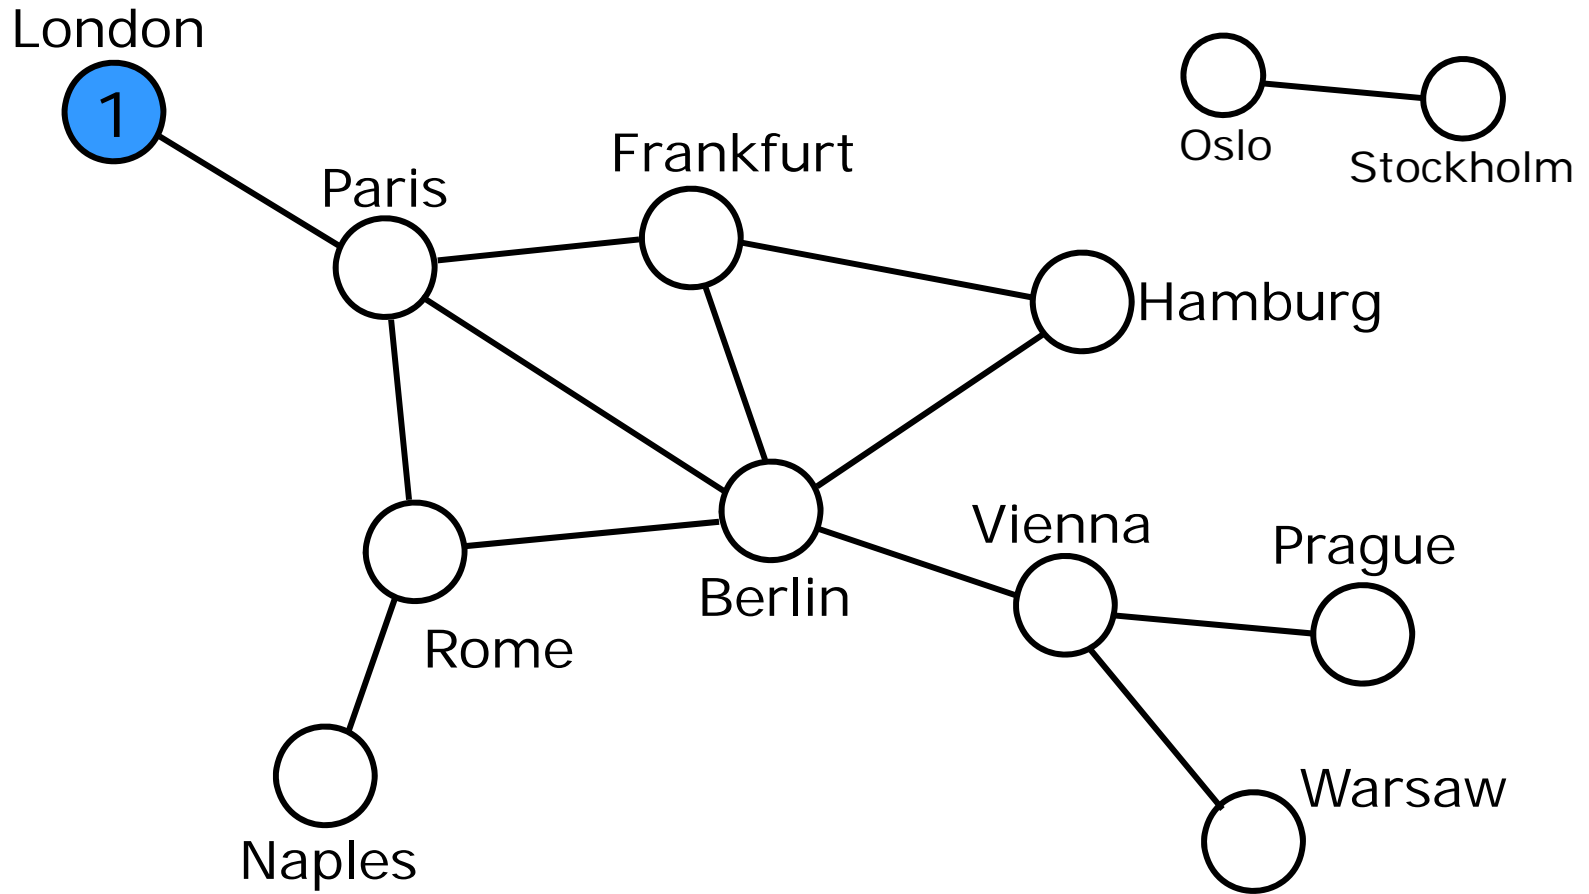 London
1
Oslo
Stockholm
Frankfurt
Paris
Hamburg
Vienna
Prague
Berlin
Rome
Warsaw
Naples